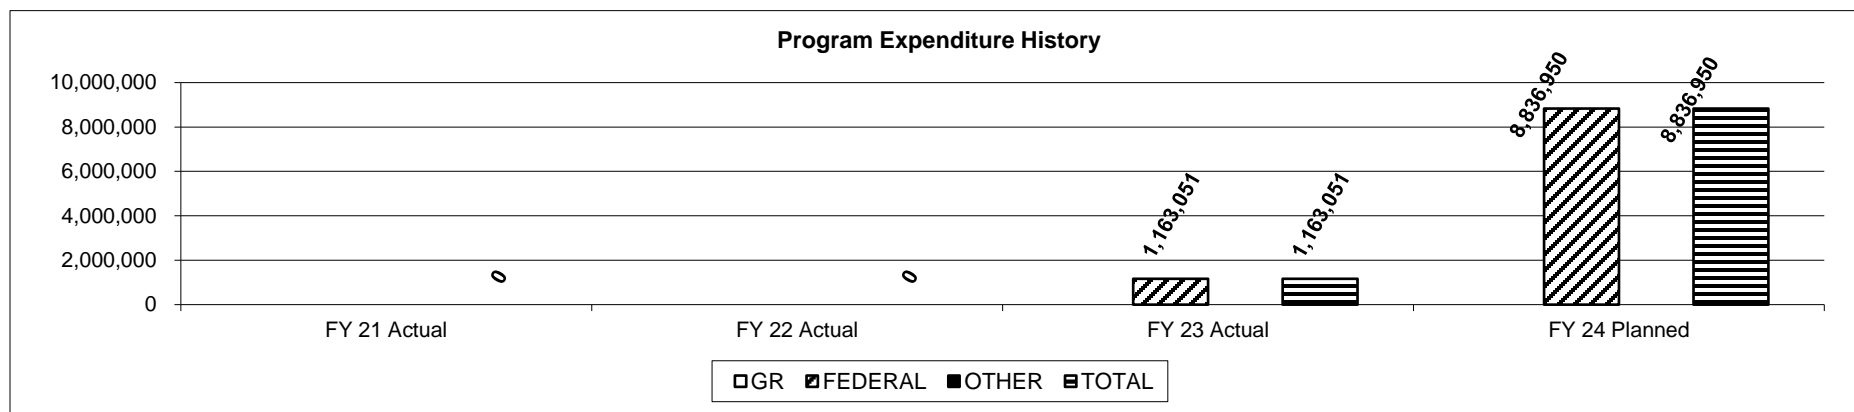 Program Expenditure History
10,000,000
8,000,000
6,000,000
4,000,000
2,000,000
0
0
0
1,163,051
1,163,051
8,836,950
8,836,950
FY 21 Actual
FY 22 Actual
FY 23 Actual
FY 24 Planned
GR
FEDERAL
OTHER
TOTAL